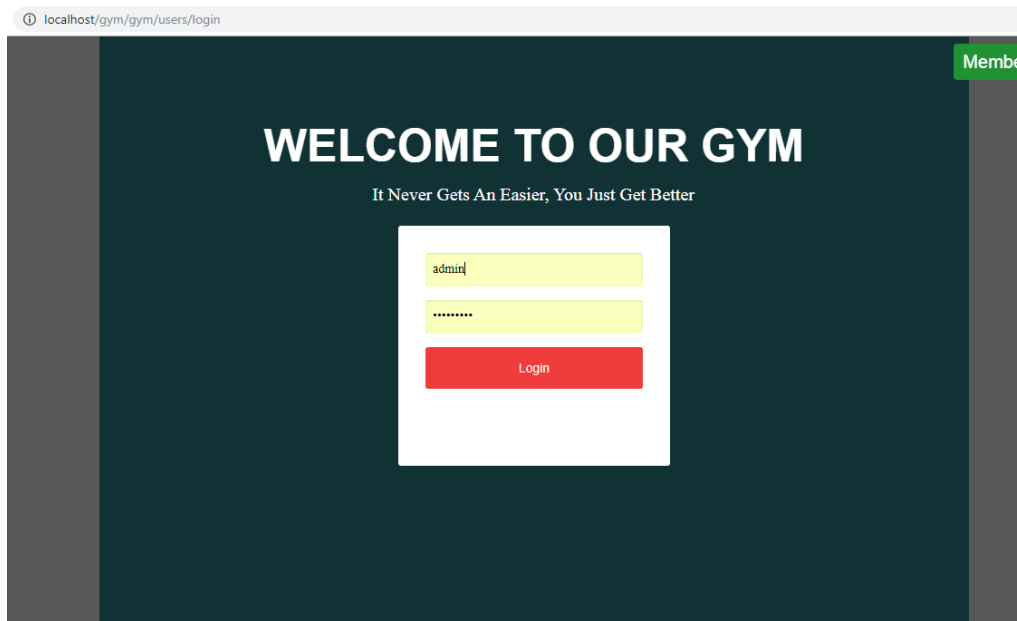 localhost/gym/gym/users/login
Membe
WELCOME TO OUR GYM
It Never Gets An Easier, You Just Get Better
admin
•••••••••
Login